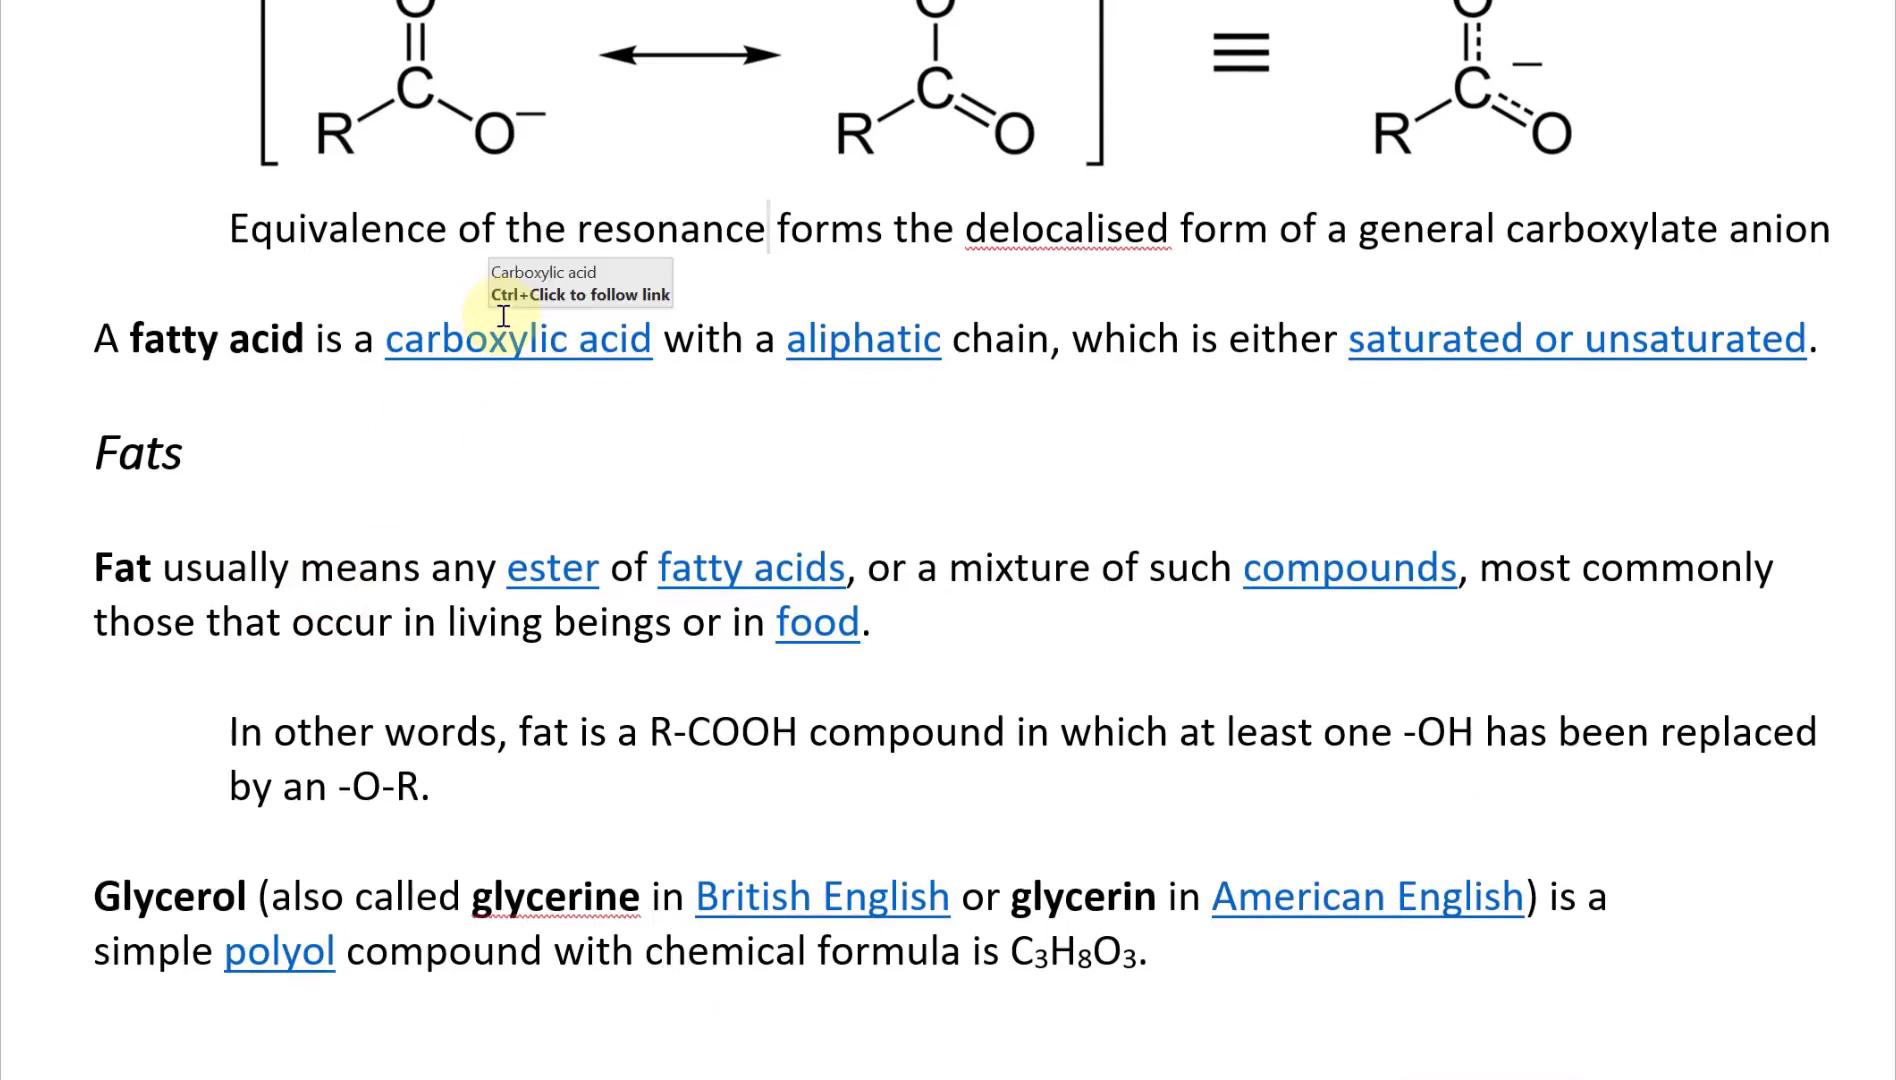 O O O
C C C −
R O− R O R O
Equivalence of the resonance forms the delocalised form of a general carboxylate anion
Carboxylic acid
Ctrl+Click to follow link
A fatty acid is a carboxylic acid with a aliphatic chain, which is either saturated or unsaturated.
Fats
Fat usually means any ester of fatty acids, or a mixture of such compounds, most commonly
those that occur in living beings or in food.
In other words, fat is a R-COOH compound in which at least one -OH has been replaced
by an -O-R.
Glycerol (also called glycerine in British English or glycerin in American English) is a
simple polyol compound with chemical formula is C₃H₈O₃.